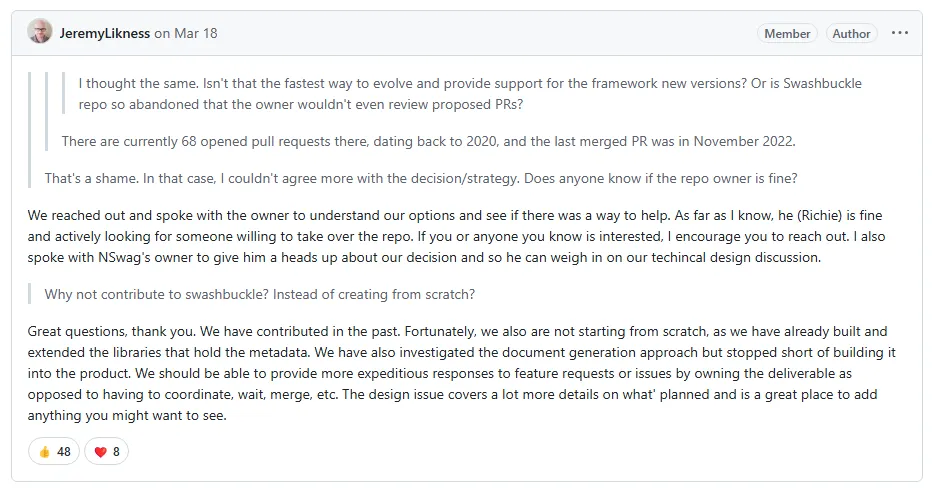 JeremyLikness on Mar 18
Member
Author
I thought the same. Isn't that the fastest way to evolve and provide support for the framework new versions? Or is Swashbuckle
repo so abandoned that the owner wouldn't even review proposed PRs?
There are currently 68 opened pull requests there, dating back to 2020, and the last merged PR was in November 2022.
That's a shame. In that case, I couldn't agree more with the decision/strategy. Does anyone know if the repo owner is fine?
We reached out and spoke with the owner to understand our options and see if there was a way to help. As far as I know, he (Richie) is fine
and actively looking for someone willing to take over the repo. If you or anyone you know is interested, I encourage you to reach out. I also
spoke with NSwag's owner to give him a heads up about our decision and so he can weigh in on our techincal design discussion.
Why not contribute to swashbuckle? Instead of creating from scratch?
Great questions, thank you. We have contributed in the past. Fortunately, we also are not starting from scratch, as we have already built and
extended the libraries that hold the metadata. We have also investigated the document generation approach but stopped short of building it
into the product. We should be able to provide more expeditious responses to feature requests or issues by owning the deliverable as
opposed to having to coordinate, wait, merge, etc. The design issue covers a lot more details on what' planned and is a great place to add
anything you might want to see.
👍 48 ❤️ 8